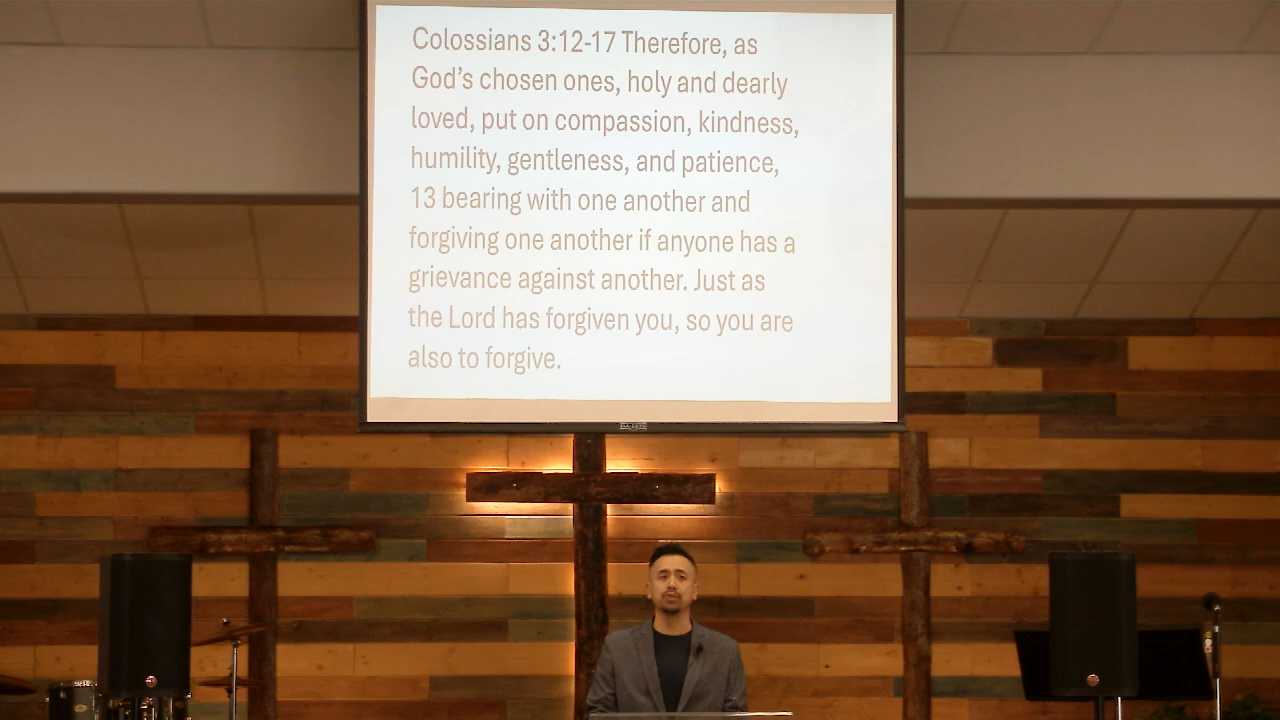 Colossians 3:12-17 Therefore, as
God's chosen ones, holy and dearly
loved, put on compassion, kindness,
humility, gentleness, and patience,
13 bearing with one another and
forgiving one another if anyone has a
grievance against another. Just as
the Lord has forgiven you, so you are
also to forgive.
DA-LITE